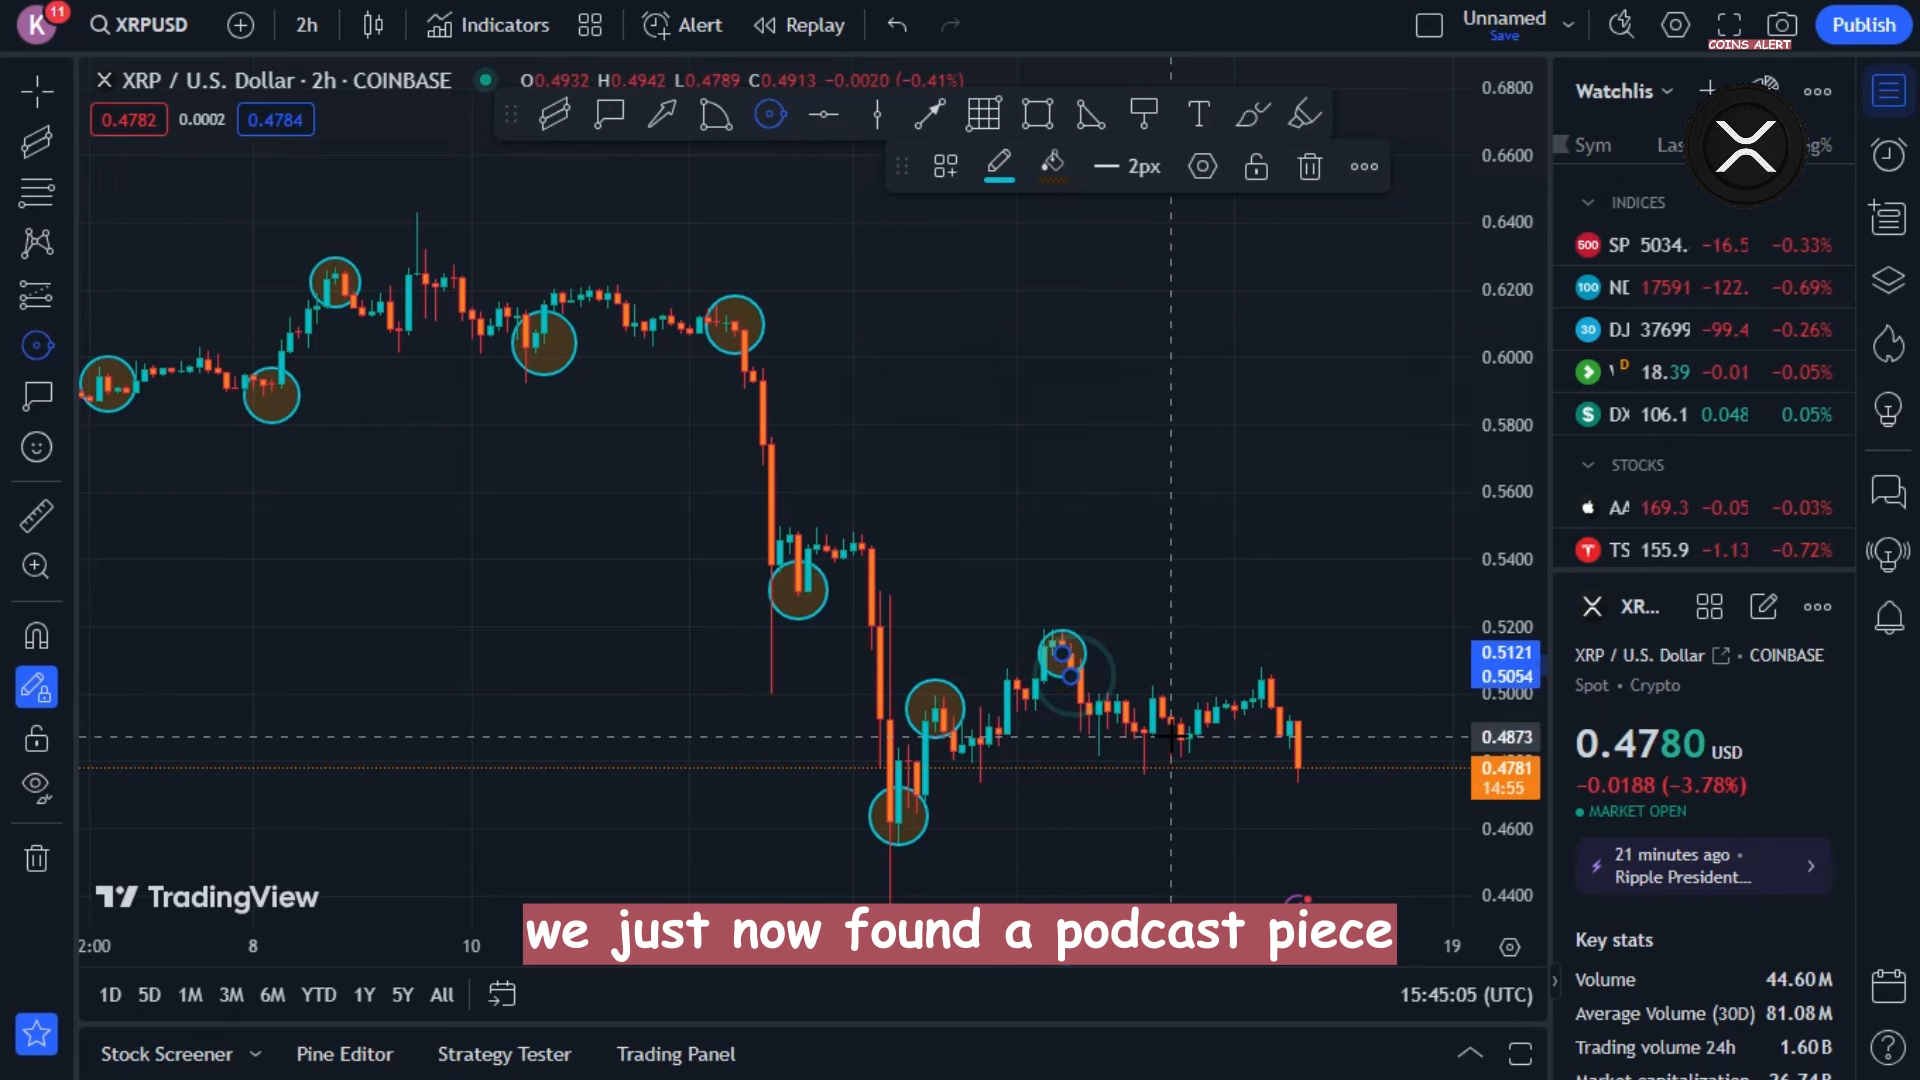 K
11
XRPUSD
2h
Indicators
Alert
Replay
Unnamed
Save
Publish
COINS ALERT
XRP / U.S. Dollar · 2h · COINBASE
O0.4932 H0.4942 L0.4789 C0.4913 −0.0020 (−0.41%)
0.4782
0.0002
0.4784
2px
0.6800
0.6600
0.6400
0.6200
0.6000
0.5800
0.5600
0.5400
0.5200
0.5121
0.5054
0.5000
0.4873
0.4781
14:55
0.4600
0.4400
TradingView
we just now found a podcast piece
2:00
8
10
19
1D
5D
1M
3M
6M
YTD
1Y
5Y
All
15:45:05 (UTC)
Stock Screener
Pine Editor
Strategy Tester
Trading Panel
Watchlis
Sym
Las
g%
INDICES
500
SP
5034.
−16.5
−0.33%
100
17591
−122.
−0.69%
30
DJ
37699
−99.4
−0.26%
D
18.39
−0.01
−0.05%
106.1
0.048
0.05%
STOCKS
169.3
−0.05
−0.03%
TS
155.9
−1.13
−0.72%
XR...
XRP / U.S. Dollar
• COINBASE
Spot • Crypto
0.4780 USD
−0.0188 (−3.78%)
MARKET OPEN
21 minutes ago •
Ripple President...
Key stats
Volume
44.60M
Average Volume (30D)
81.08M
Trading volume 24h
1.60B